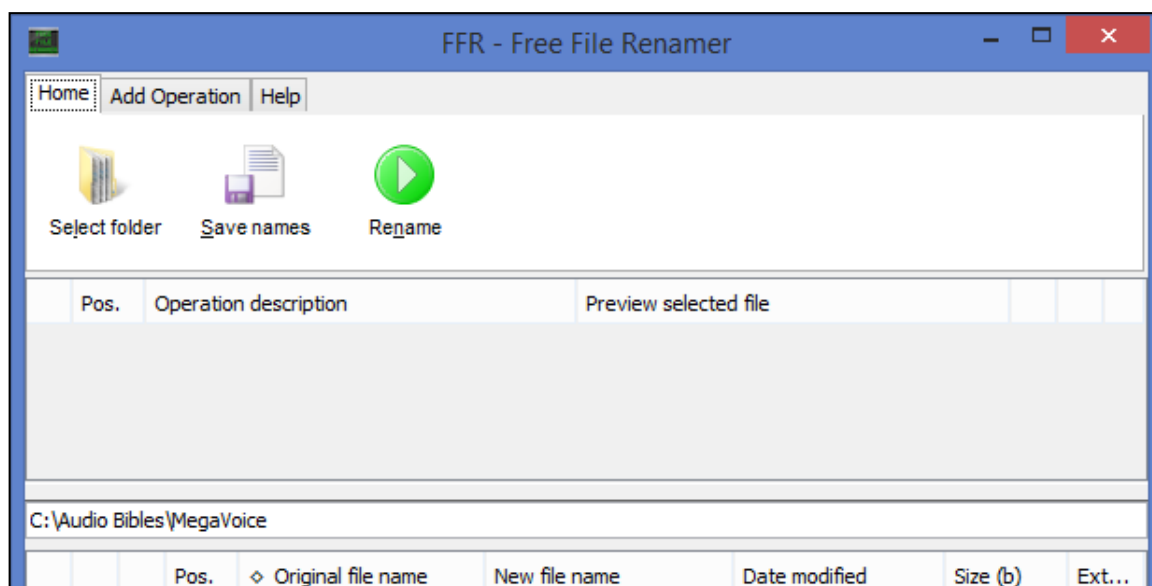 FFR - Free File Renamer
Home Add Operation Help
Select folder Save names Rename
Pos. Operation description Preview selected file
C:\Audio Bibles\MegaVoice
Pos. Original file name New file name Date modified Size (b) Ext...